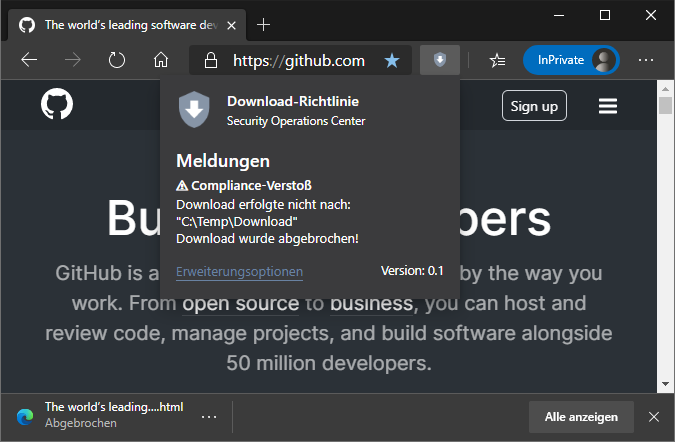 The world's leading software dev
https://github.com
InPrivate
Download-Richtlinie
Security Operations Center
Sign up
Meldungen
Compliance-Verstoß
Download erfolgte nicht nach:
"C:\Temp\Download"
Download wurde abgebrochen!
Erweiterungsoptionen
Version: 0.1
Bu pers
GitHub is a by the way you
work. From open source to business, you can host and
review code, manage projects, and build software alongside
50 million developers.
The world's leading....html
Abgebrochen
Alle anzeigen